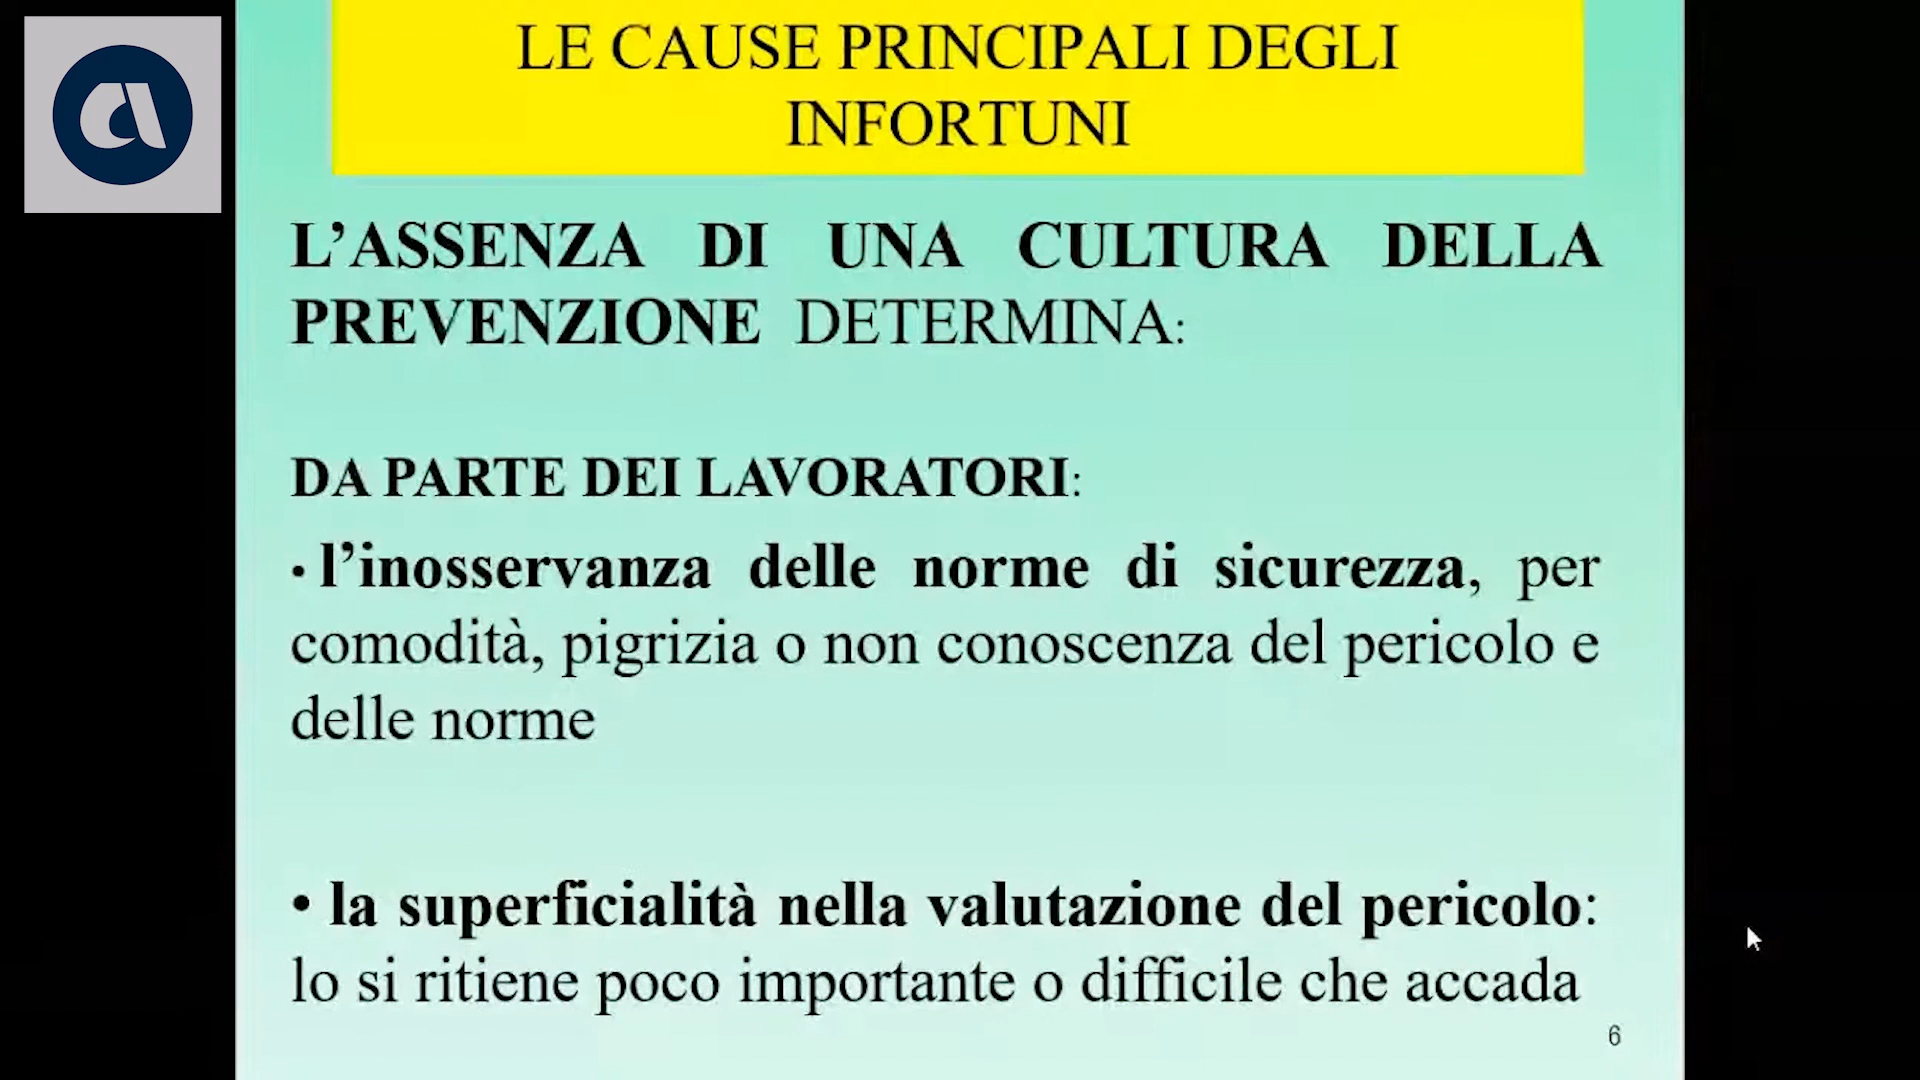 LE CAUSE PRINCIPALI DEGLI
INFORTUNI
L’ASSENZA DI UNA CULTURA DELLA
PREVENZIONE DETERMINA:
DA PARTE DEI LAVORATORI:
• l’inosservanza delle norme di sicurezza, per
comodità, pigrizia o non conoscenza del pericolo e
delle norme
• la superficialità nella valutazione del pericolo:
lo si ritiene poco importante o difficile che accada
6